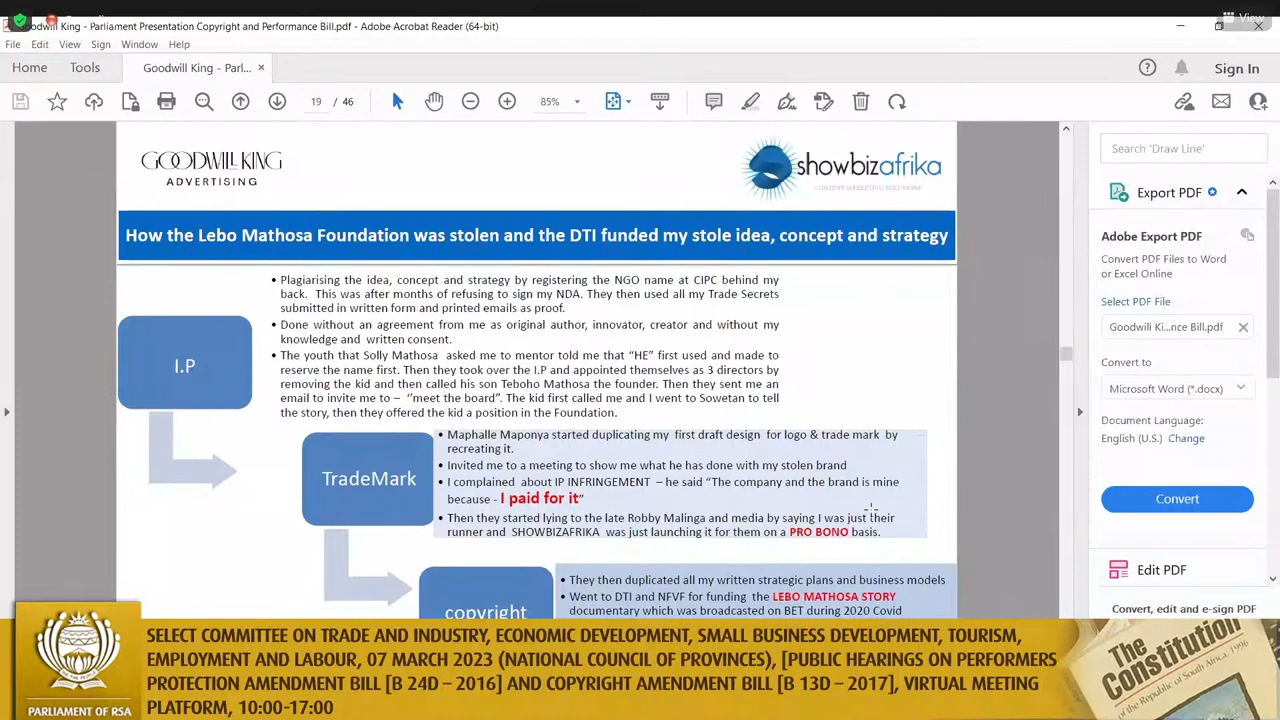 Goodwill King - Parliament Presentation Copyright and Performance Bill.pdf - Adobe Acrobat Reader (64-bit)
View
File Edit View Sign Window Help
Home Tools Goodwill King - Parl... ×
Sign In
19 / 46 85%
GOODWILL KING
ADVERTISING
showbizafrika
How the Lebo Mathosa Foundation was stolen and the DTI funded my stole idea, concept and strategy
I.P
• Plagiarising the idea, concept and strategy by registering the NGO name at CIPC behind my
back. This was after months of refusing to sign my NDA. They then used all my Trade Secrets
submitted in written form and printed emails as proof.
• Done without an agreement from me as original author, innovator, creator and without my
knowledge and written consent.
• The youth that Solly Mathosa asked me to mentor told me that “HE” first used and made to
reserve the name first. Then they took over the I.P and appointed themselves as 3 directors by
removing the kid and then called his son Teboho Mathosa the founder. Then they sent me an
email to invite me to – ‘’meet the board”. The kid first called me and I went to Sowetan to tell
the story, then they offered the kid a position in the Foundation.
TradeMark
• Maphalle Maponya started duplicating my first draft design for logo & trade mark by
recreating it.
• Invited me to a meeting to show me what he has done with my stolen brand
• I complained about IP INFRINGEMENT – he said “The company and the brand is mine
because - I paid for it”
• Then they started lying to the late Robby Malinga and media by saying I was just their
runner and SHOWBIZAFRIKA was just launching it for them on a PRO BONO basis.
copyright
• They then duplicated all my written strategic plans and business models
• Went to DTI and NFVF for funding the LEBO MATHOSA STORY
documentary which was broadcasted on BET during 2020 Covid
Search 'Draw Line'
Export PDF
Adobe Export PDF
Convert PDF Files to Word
or Excel Online
Select PDF File
Goodwill Ki...nce Bill.pdf
Convert to
Microsoft Word (*.docx)
Document Language:
English (U.S.) Change
Convert
Edit PDF
Convert, edit and e-sign PDF
PARLIAMENT OF RSA
SELECT COMMITTEE ON TRADE AND INDUSTRY, ECONOMIC DEVELOPMENT, SMALL BUSINESS DEVELOPMENT, TOURISM,
EMPLOYMENT AND LABOUR, 07 MARCH 2023 (NATIONAL COUNCIL OF PROVINCES), [PUBLIC HEARINGS ON PERFORMERS
PROTECTION AMENDMENT BILL [B 24D – 2016] AND COPYRIGHT AMENDMENT BILL [B 13D – 2017], VIRTUAL MEETING
PLATFORM, 10:00-17:00
The
Constitution
of the Republic of South Africa, 1996